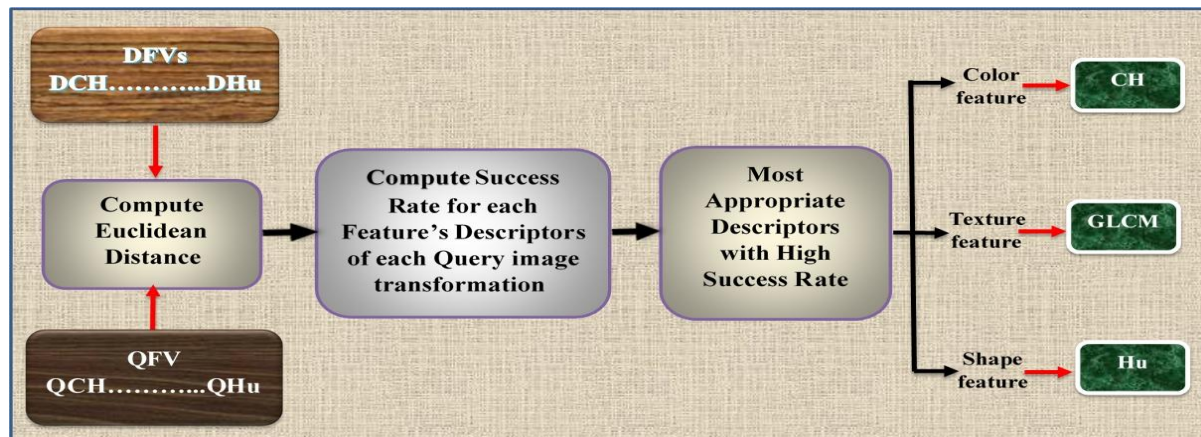 DFVs
DCH………...DHu
Compute
Euclidean
Distance
QFV
QCH………...QHu
Compute Success
Rate for each
Feature’s Descriptors
of each Query image
transformation
Most
Appropriate
Descriptors
with High
Success Rate
Color
feature
CH
Texture
feature
GLCM
Shape
feature
Hu